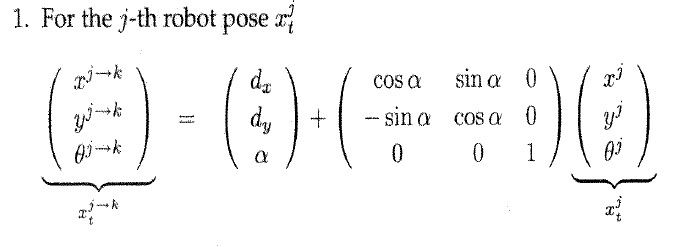 1. For the j-th robot pose x_t^j
( x^{j→k} ) = ( d_x ) + ( cos α sin α 0 ) ( x^j )
( y^{j→k} ) ( d_y ) ( − sin α cos α 0 ) ( y^j )
( θ^{j→k} ) ( α ) ( 0 0 1 ) ( θ^j )
x_t^{j→k} x_t^j